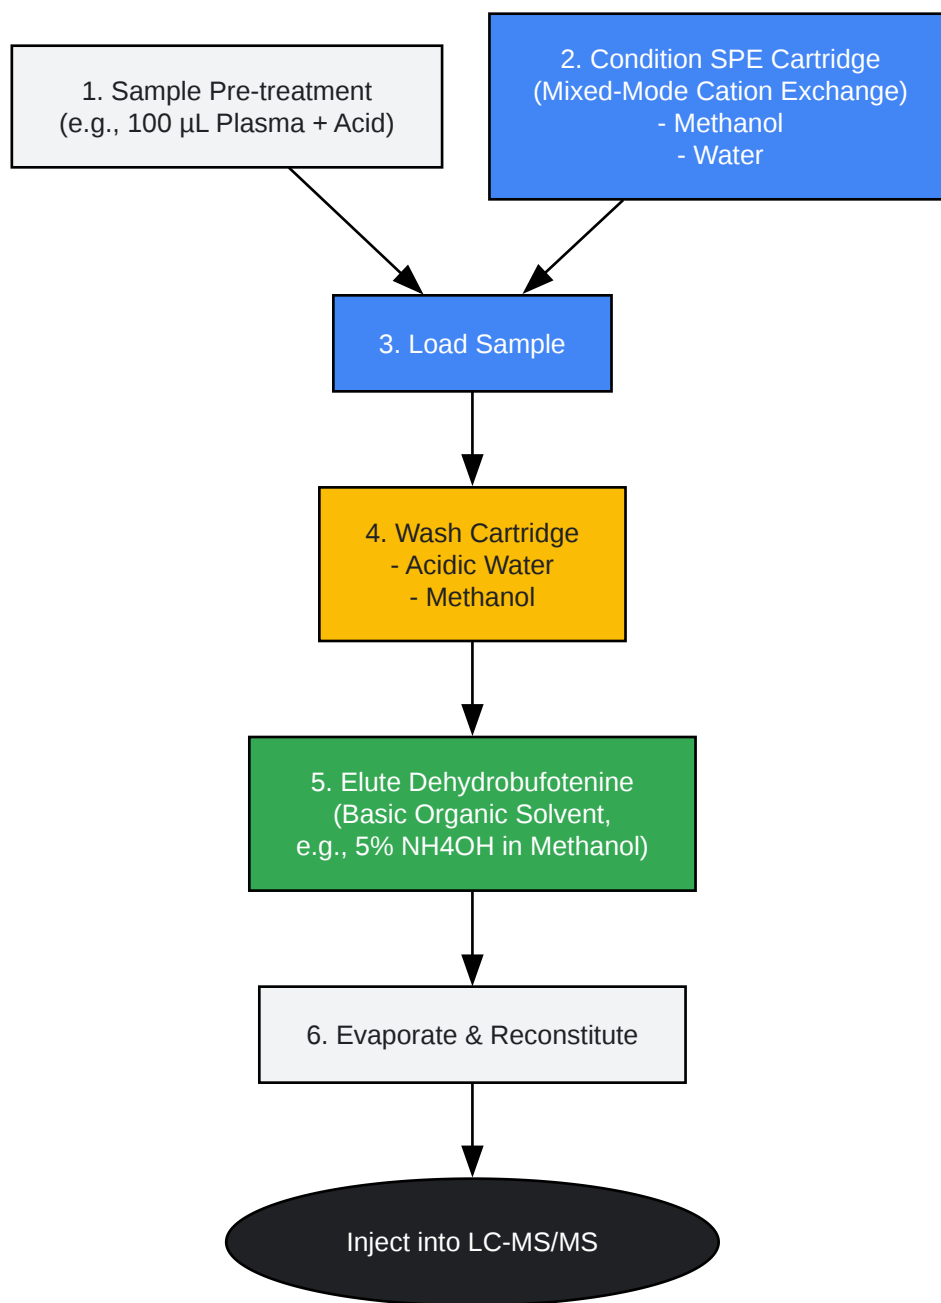 1. Sample Pre-treatment
(e.g., 100 µL Plasma + Acid)
2. Condition SPE Cartridge
(Mixed-Mode Cation Exchange)
- Methanol
- Water
3. Load Sample
4. Wash Cartridge
- Acidic Water
- Methanol
5. Elute Dehydrobufotenine
(Basic Organic Solvent,
e.g., 5% NH4OH in Methanol)
6. Evaporate & Reconstitute
Inject into LC-MS/MS